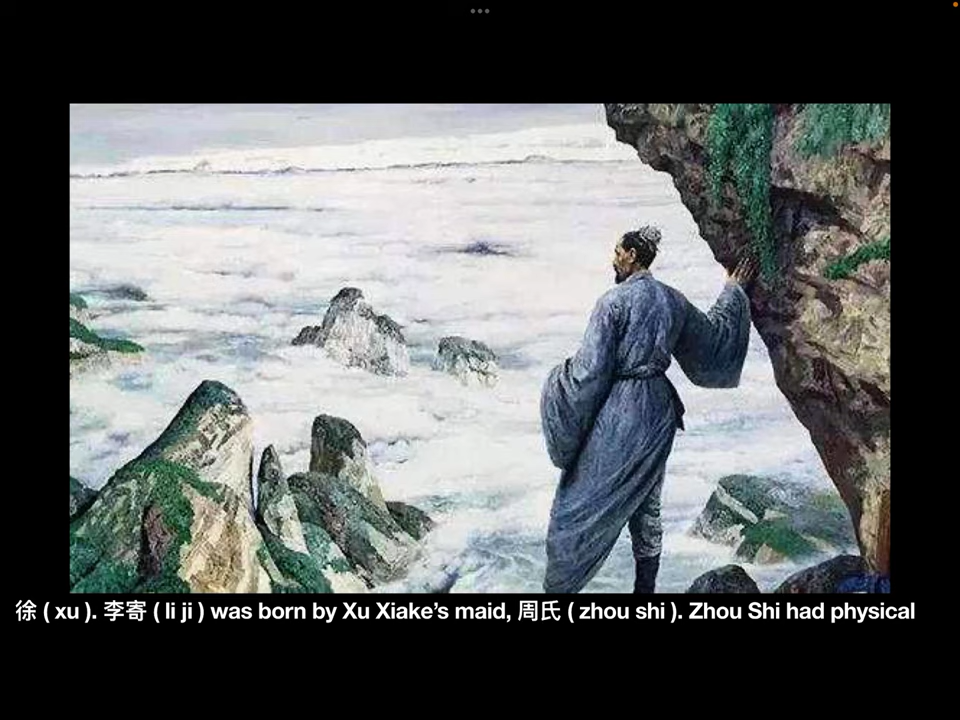 徐 ( xu ). 李寄 ( li ji ) was born by Xu Xiake’s maid, 周氏 ( zhou shi ). Zhou Shi had physical